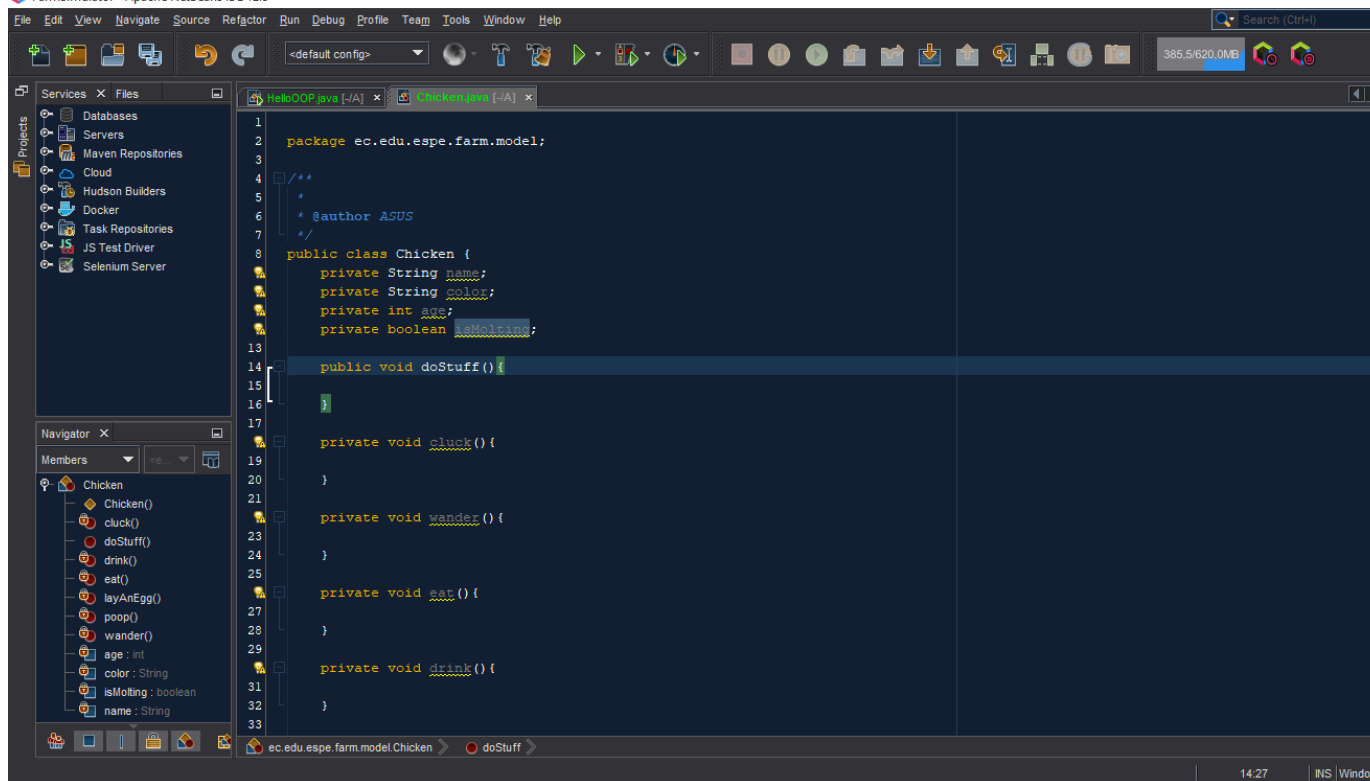 File Edit View Navigate Source Refactor Run Debug Profile Team Tools Window Help
Search (Ctrl+I)
<default config>
385,5/620,0MB
Projects
Services Files
Databases
Servers
Maven Repositories
Cloud
Hudson Builders
Docker
Task Repositories
JS Test Driver
Selenium Server
HelloOOP.java [-/A] Chicken.java [-/A]
1
2 package ec.edu.espe.farm.model;
3
4 /**
5 *
6 * @author ASUS
7 */
8 public class Chicken {
private String name;
private String color;
private int age;
private boolean isMolting;
13
14 public void doStuff(){
15
16 }
17
private void cluck(){
19
20 }
21
private void wander(){
23
24 }
25
private void eat(){
27
28 }
29
private void drink(){
31
32 }
33
Navigator
Members
Chicken
Chicken()
cluck()
doStuff()
drink()
eat()
layAnEgg()
poop()
wander()
age : int
color : String
isMolting : boolean
name : String
ec.edu.espe.farm.model.Chicken doStuff
14:27 INS Windo